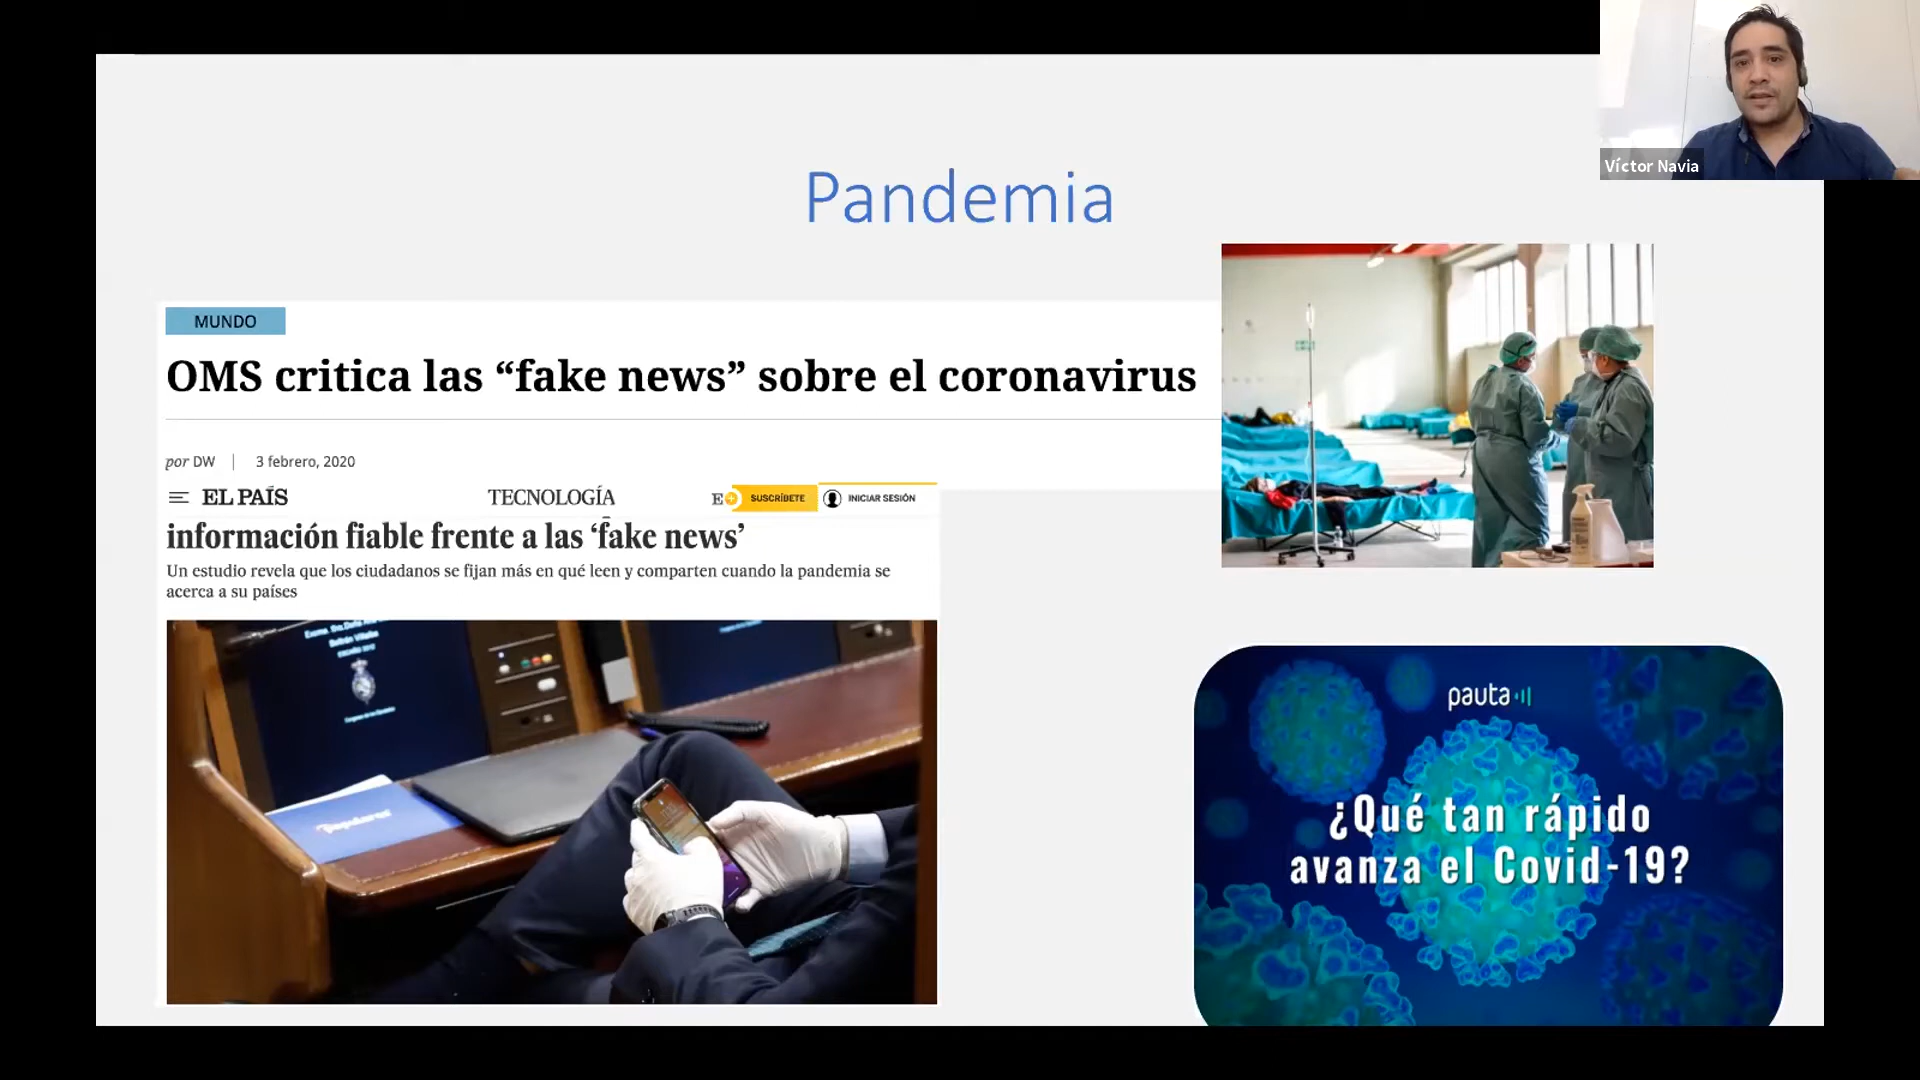 Víctor Navia
Pandemia
MUNDO
OMS critica las “fake news” sobre el coronavirus
por DW | 3 febrero, 2020
EL PAÍS TECNOLOGÍA E+ SUSCRÍBETE INICIAR SESIÓN
información fiable frente a las ‘fake news’
Un estudio revela que los ciudadanos se fijan más en qué leen y comparten cuando la pandemia se
acerca a su países
populares
pauta
¿Qué tan rápido
avanza el Covid-19?